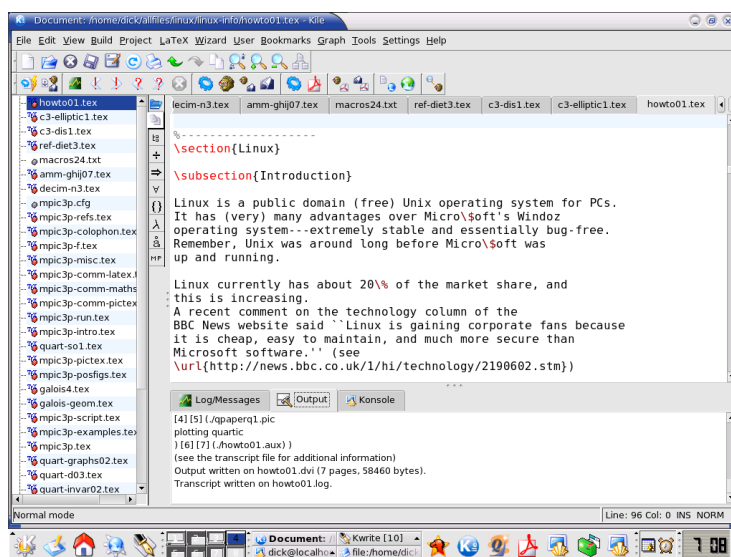 Document: /home/dick/allfiles/linux/linux-info/howto01.tex - Kile
File Edit View Build Project LaTeX Wizard User Bookmarks Graph Tools Settings Help
howto01.tex
c3-elliptic1.tex
c3-dis1.tex
ref-diet3.tex
macros24.txt
amm-ghij07.tex
decim-n3.tex
mpic3p.cfg
mpic3p-refs.tex
mpic3p-colophon.tex
mpic3p-f.tex
mpic3p-misc.tex
mpic3p-comm-latex.t
mpic3p-comm-maths
mpic3p-comm-pictex
mpic3p-run.tex
mpic3p-intro.tex
quart-so1.tex
mpic3p-pictex.tex
mpic3p-posfigs.tex
galois4.tex
galois-geom.tex
mpic3p-script.tex
mpic3p-examples.tex
mpic3p.tex
quart-graphs02.tex
quart-d03.tex
quart-invar02.tex
lecim-n3.tex amm-ghij07.tex macros24.txt ref-diet3.tex c3-dis1.tex c3-elliptic1.tex howto01.tex
%-------------------
\section{Linux}
\subsection{Introduction}
Linux is a public domain (free) Unix operating system for PCs.
It has (very) many advantages over Micro\$oft's Windoz
operating system---extremely stable and essentially bug-free.
Remember, Unix was around long before Micro\$oft was
up and running.
Linux currently has about 20\% of the market share, and
this is increasing.
A recent comment on the technology column of the
BBC News website said ``Linux is gaining corporate fans because
it is cheap, easy to maintain, and much more secure than
Microsoft software.'' (see
\url{http://news.bbc.co.uk/1/hi/technology/2190602.stm})
Log/Messages Output Konsole
[4] [5] (./qpaperq1.pic
plotting quartic
) [6] [7] (./howto01.aux) )
(see the transcript file for additional information)
Output written on howto01.dvi (7 pages, 58460 bytes).
Transcript written on howto01.log.
Normal mode Line: 96 Col: 0 INS NORM
4 Document: / Kwrite [10]
dick@localho file:/home/dick
7 08